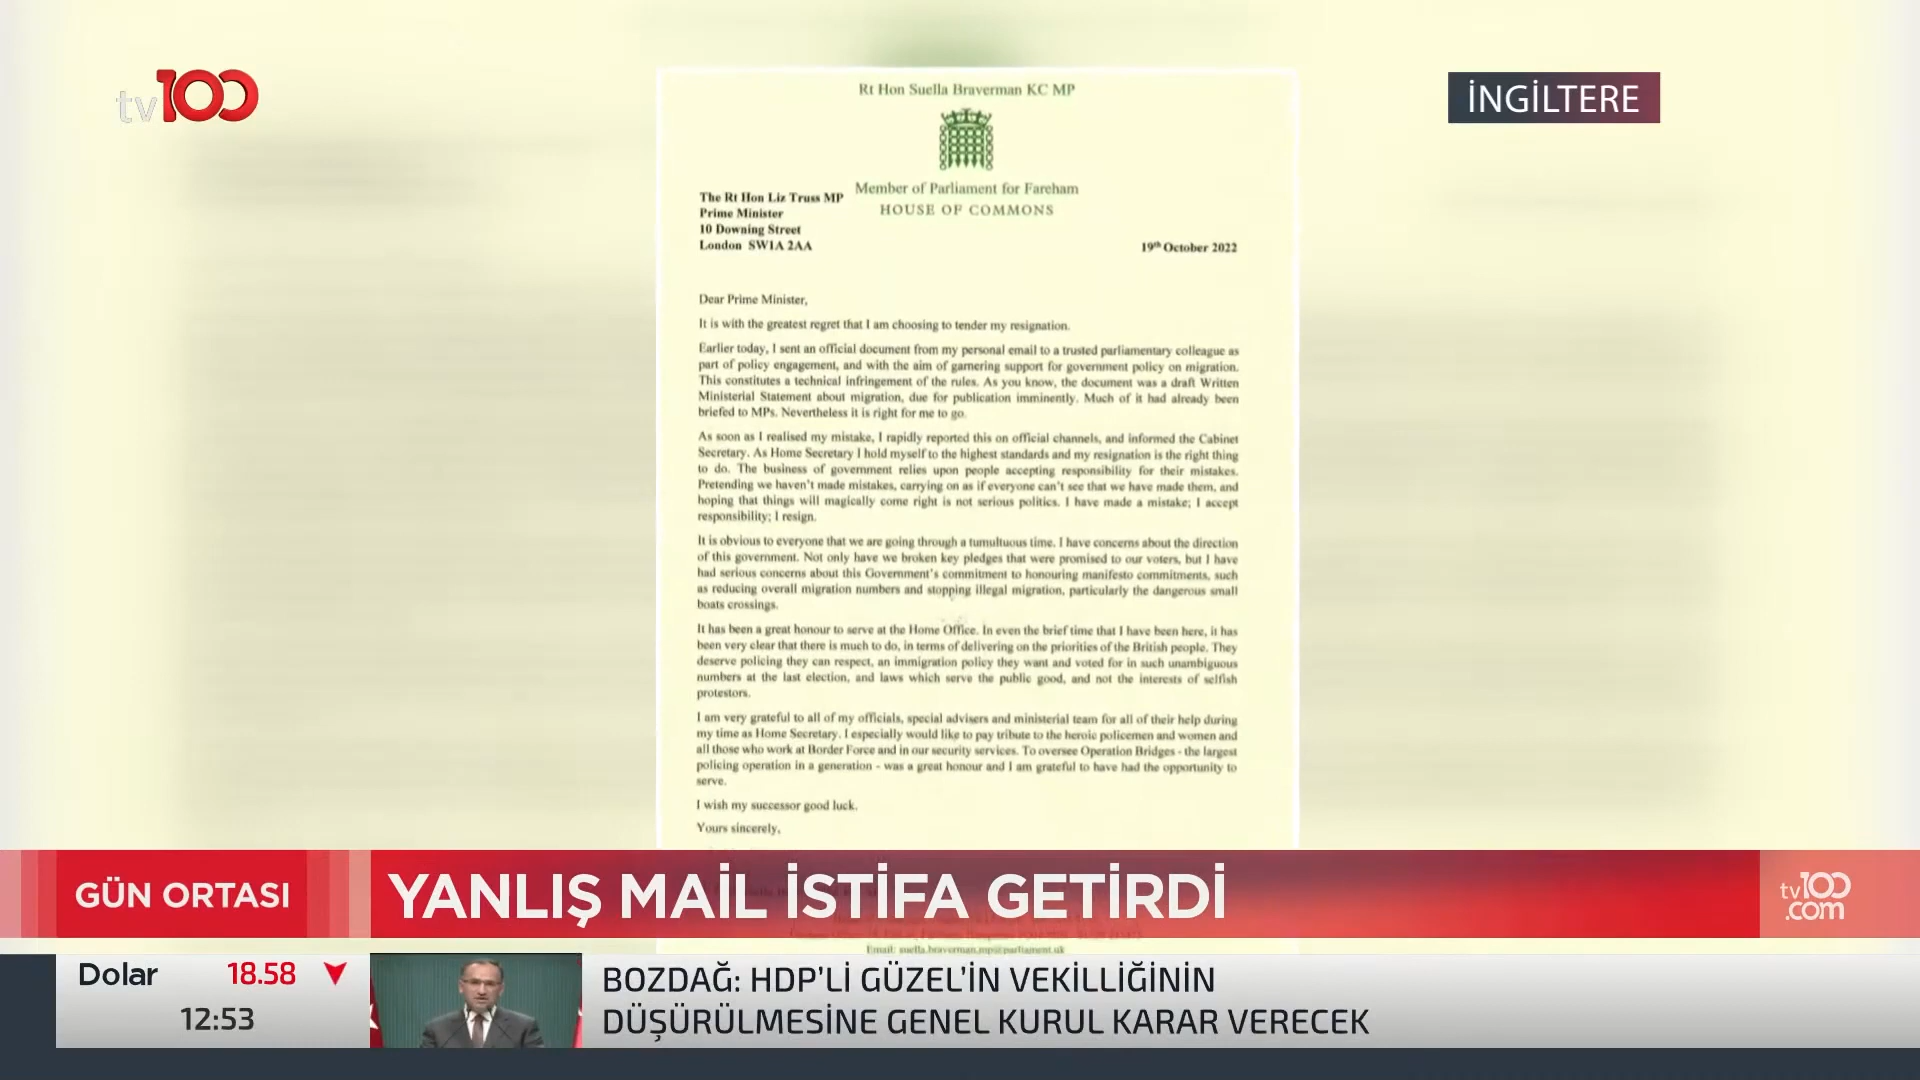 tv100
İNGİLTERE
Rt Hon Suella Braverman KC MP
Member of Parliament for Fareham
HOUSE OF COMMONS
The Rt Hon Liz Truss MP
Prime Minister
10 Downing Street
London SW1A 2AA
19th October 2022
Dear Prime Minister,
It is with the greatest regret that I am choosing to tender my resignation.
Earlier today, I sent an official document from my personal email to a trusted parliamentary colleague as
part of policy engagement, and with the aim of garnering support for government policy on migration.
This constitutes a technical infringement of the rules. As you know, the document was a draft Written
Ministerial Statement about migration, due for publication imminently. Much of it had already been
briefed to MPs. Nevertheless it is right for me to go.
As soon as I realised my mistake, I rapidly reported this on official channels, and informed the Cabinet
Secretary. As Home Secretary I hold myself to the highest standards and my resignation is the right thing
to do. The business of government relies upon people accepting responsibility for their mistakes.
Pretending we haven't made mistakes, carrying on as if everyone can't see that we have made them, and
hoping that things will magically come right is not serious politics. I have made a mistake; I accept
responsibility; I resign.
It is obvious to everyone that we are going through a tumultuous time. I have concerns about the direction
of this government. Not only have we broken key pledges that were promised to our voters, but I have
had serious concerns about this Government's commitment to honouring manifesto commitments, such
as reducing overall migration numbers and stopping illegal migration, particularly the dangerous small
boats crossings.
It has been a great honour to serve at the Home Office. In even the brief time that I have been here, it has
been very clear that there is much to do, in terms of delivering on the priorities of the British people. They
deserve policing they can respect, an immigration policy they want and voted for in such unambiguous
numbers at the last election, and laws which serve the public good, and not the interests of selfish
protestors.
I am very grateful to all of my officials, special advisers and ministerial team for all of their help during
my time as Home Secretary. I especially would like to pay tribute to the heroic policemen and women and
all those who work at Border Force and in our security services. To oversee Operation Bridges - the largest
policing operation in a generation - was a great honour and I am grateful to have had the opportunity to
serve.
I wish my successor good luck.
Yours sincerely,
GÜN ORTASI
YANLIŞ MAİL İSTİFA GETİRDİ
tv100
.com
Email: suella.braverman.mp@parliament.uk
Dolar 18.58
12:53
BOZDAĞ: HDP'Lİ GÜZEL'İN VEKİLLİĞİNİN
DÜŞÜRÜLMESİNE GENEL KURUL KARAR VERECEK